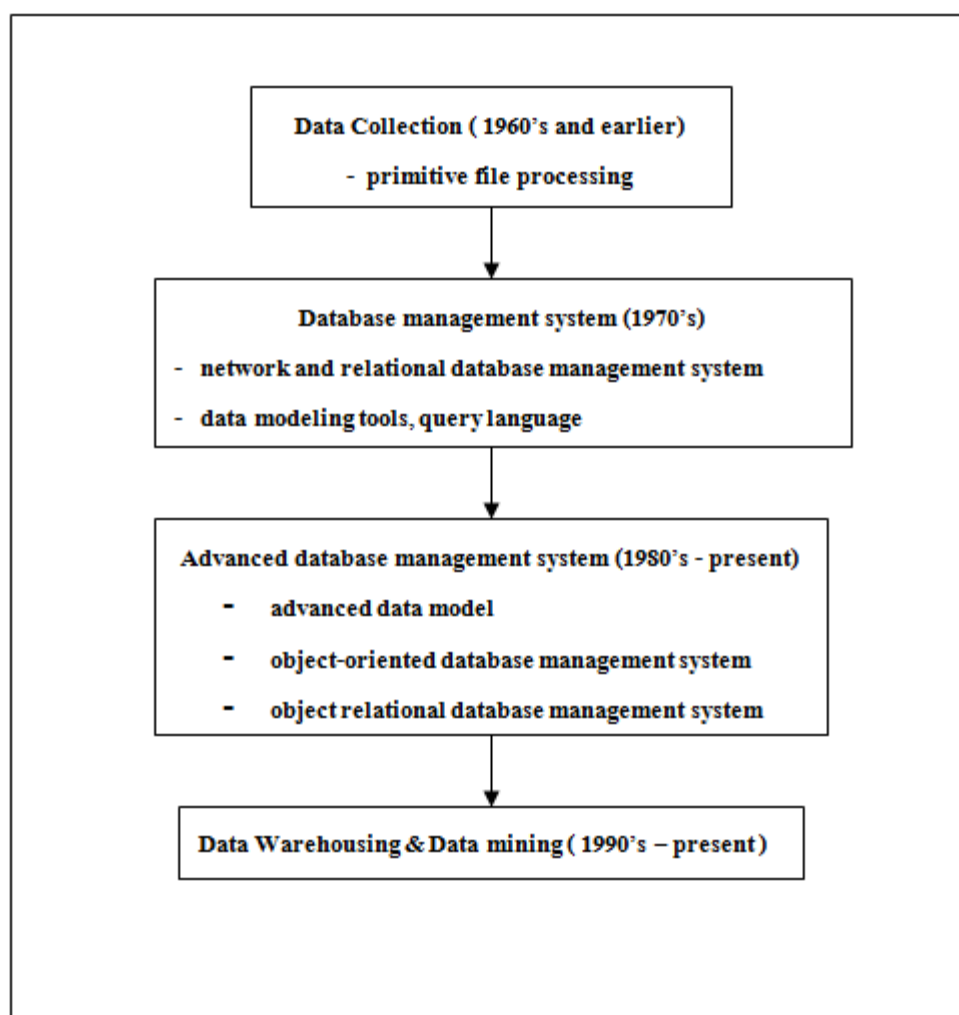 Data Collection ( 1960’s and earlier)
- primitive file processing
Database management system (1970’s)
- network and relational database management system
- data modeling tools, query language
Advanced database management system (1980’s - present)
- advanced data model
- object-oriented database management system
- object relational database management system
Data Warehousing & Data mining ( 1990’s – present )